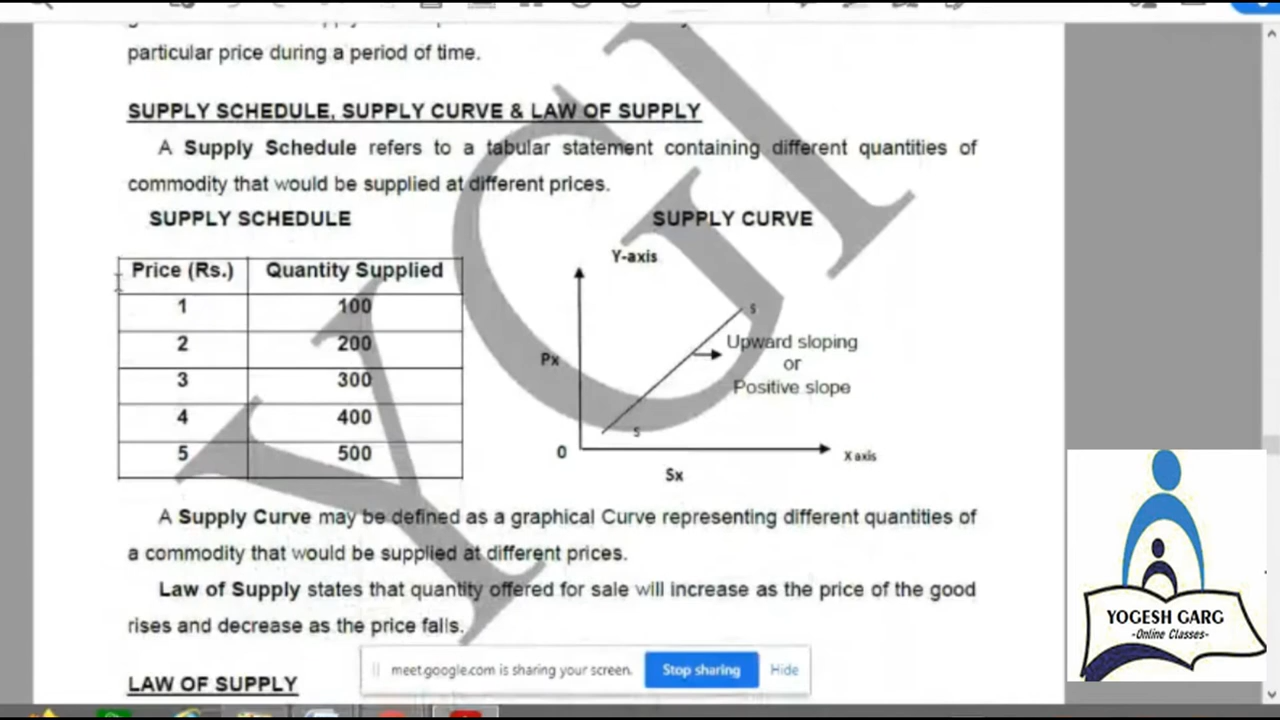 particular price during a period of time.
SUPPLY SCHEDULE, SUPPLY CURVE & LAW OF SUPPLY
A Supply Schedule refers to a tabular statement containing different quantities of
commodity that would be supplied at different prices.
SUPPLY SCHEDULE
Price (Rs.) Quantity Supplied
1 100
2 200
3 300
4 400
5 500
SUPPLY CURVE
Y-axis
S
Px
Upward sloping
or
Positive slope
S
0
X axis
Sx
A Supply Curve may be defined as a graphical Curve representing different quantities of
a commodity that would be supplied at different prices.
Law of Supply states that quantity offered for sale will increase as the price of the good
rises and decrease as the price falls.
LAW OF SUPPLY
meet.google.com is sharing your screen. Stop sharing Hide
YOGESH GARG
-Online Classes-
YGI